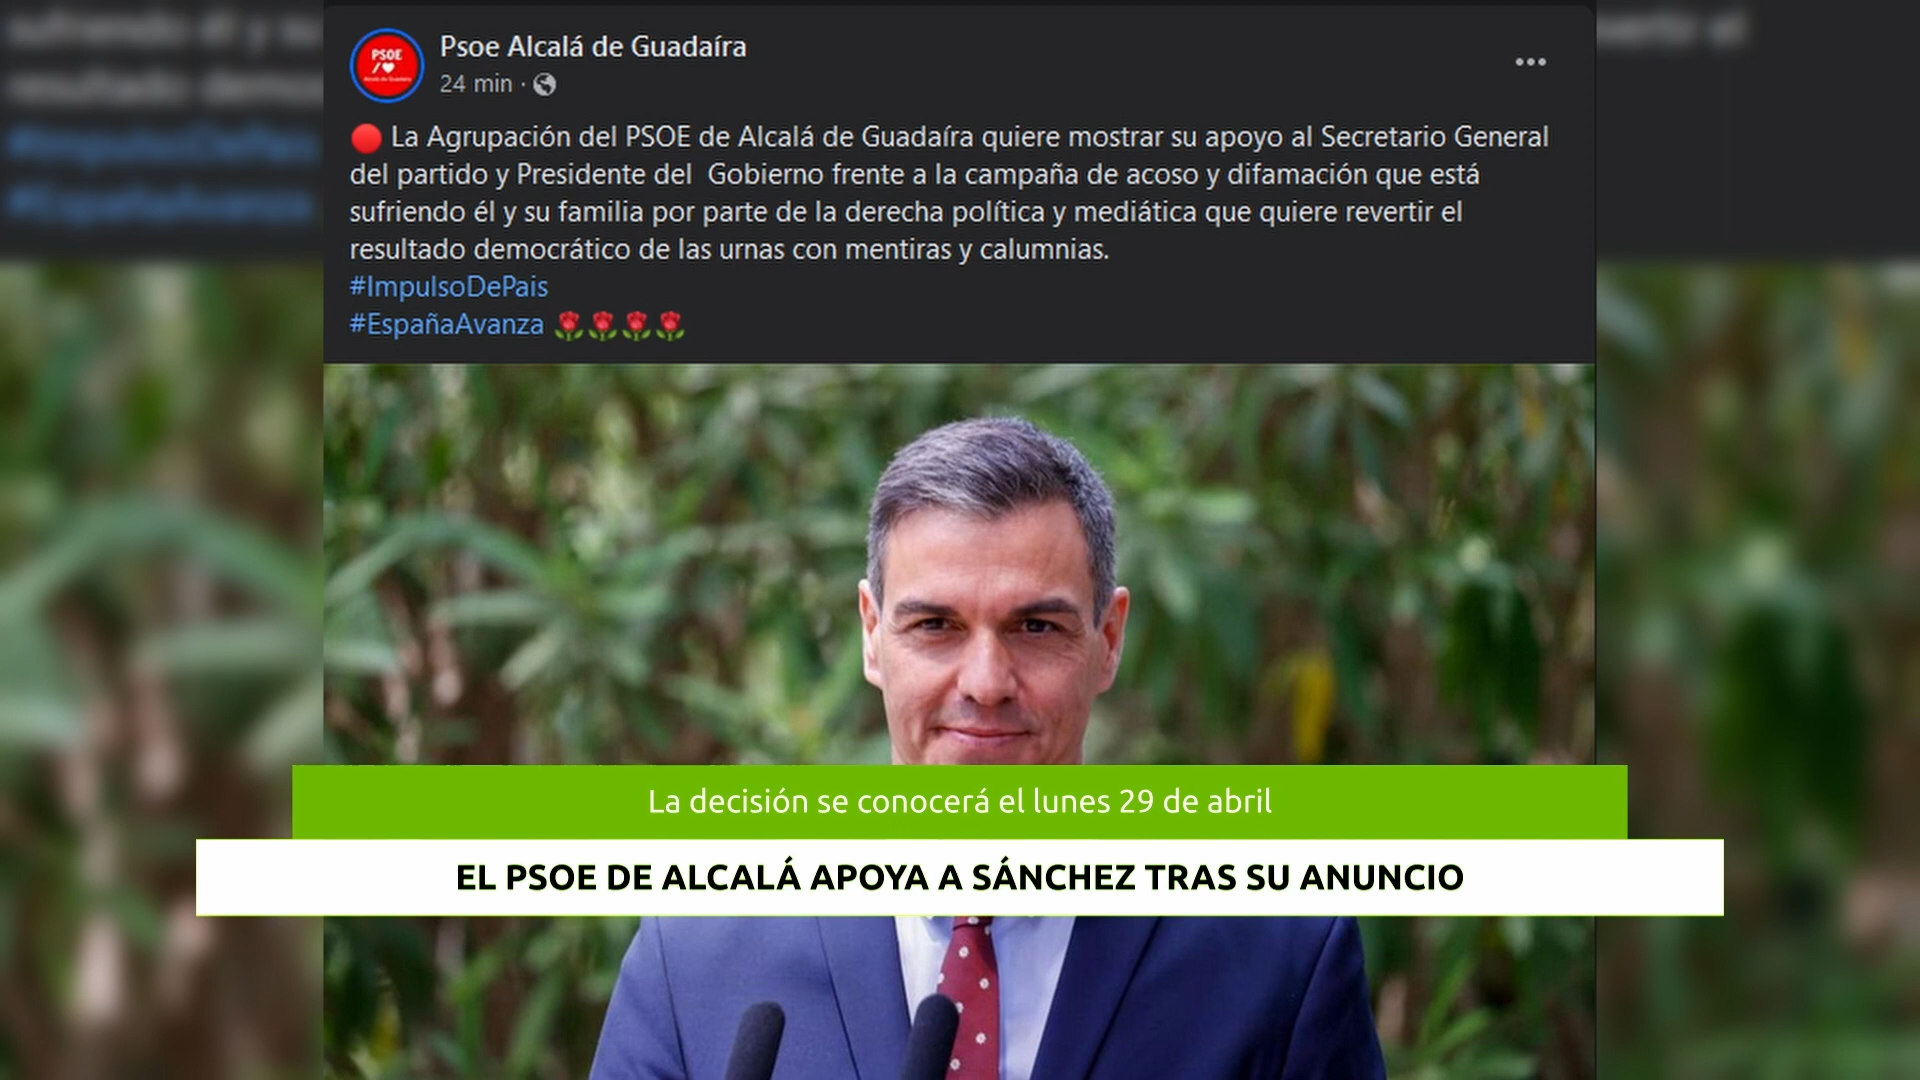 Psoe Alcalá de Guadaíra
24 min ·
PSOE
La Agrupación del PSOE de Alcalá de Guadaíra quiere mostrar su apoyo al Secretario General
del partido y Presidente del  Gobierno frente a la campaña de acoso y difamación que está
sufriendo él y su familia por parte de la derecha política y mediática que quiere revertir el
resultado democrático de las urnas con mentiras y calumnias.
#ImpulsoDePais
#EspañaAvanza
La decisión se conocerá el lunes 29 de abril
EL PSOE DE ALCALÁ APOYA A SÁNCHEZ TRAS SU ANUNCIO